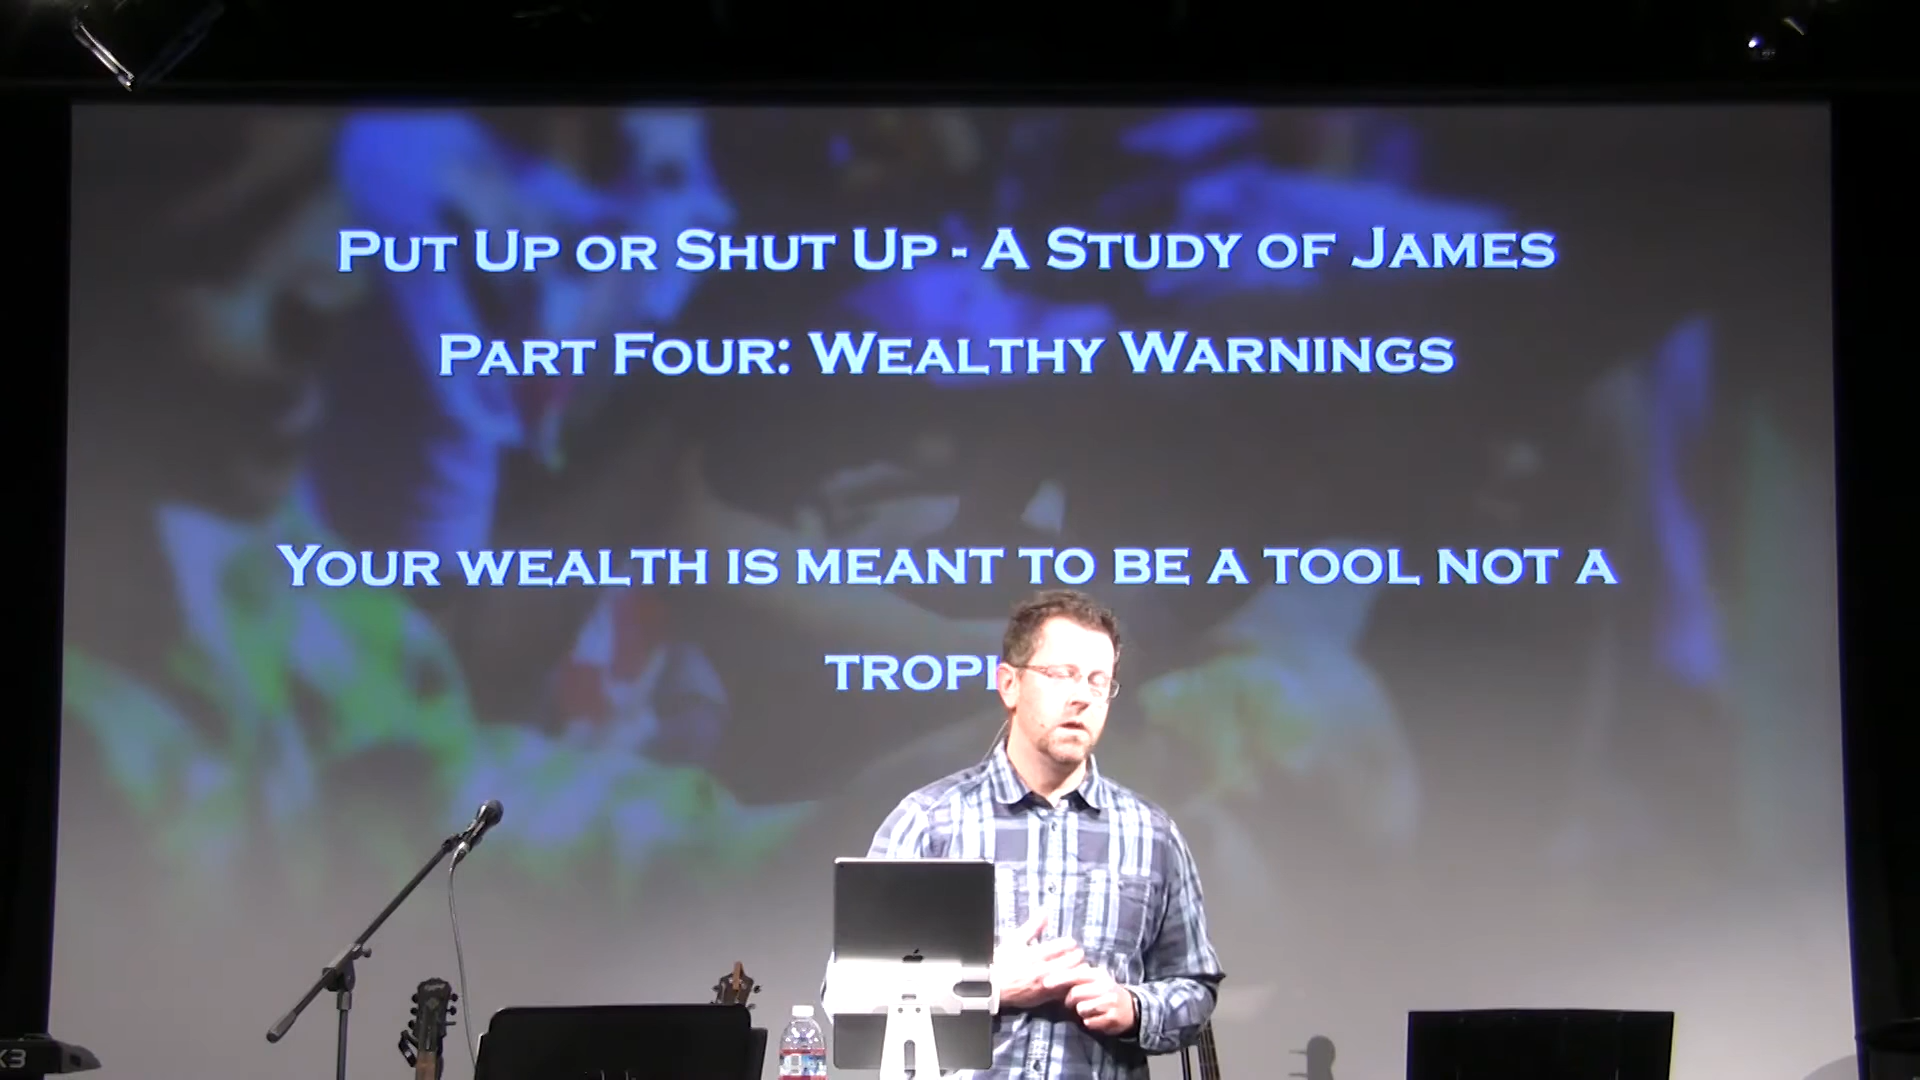 Put Up or Shut Up - A Study of James
Part Four: Wealthy Warnings
Your wealth is meant to be a tool not a